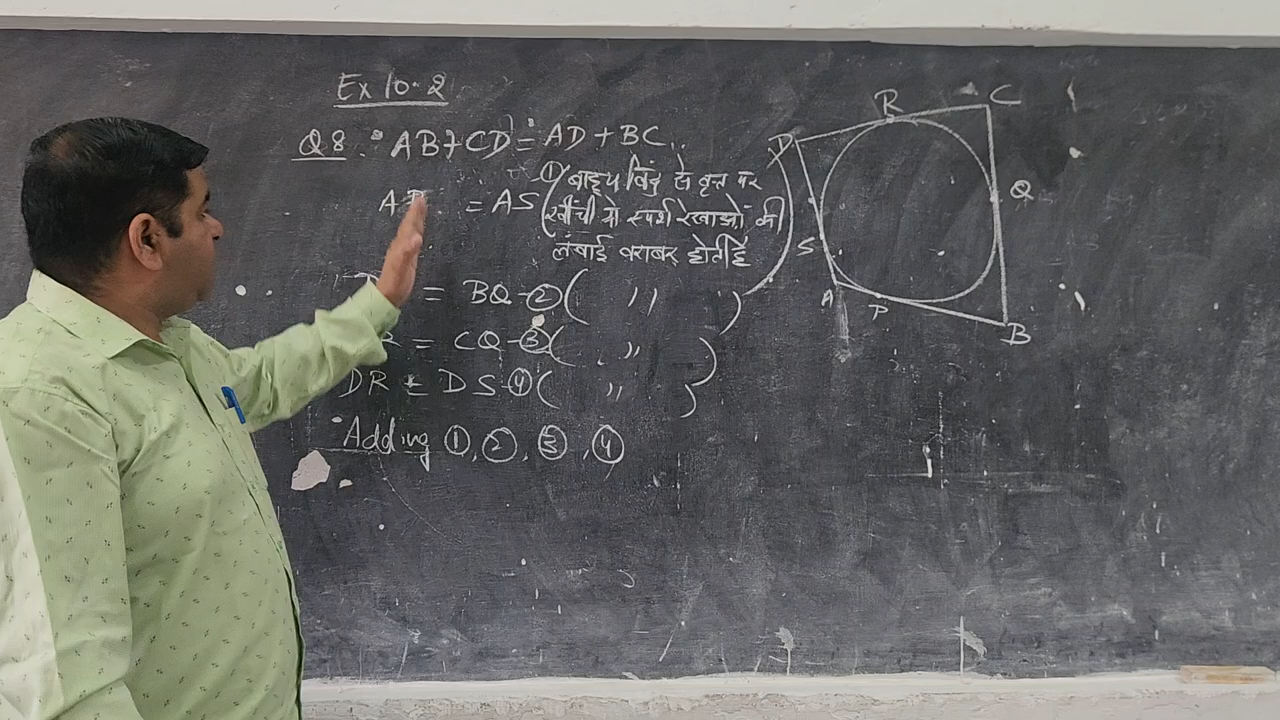 Ex 10.2
Q8 : AB+CD = AD + BC
AP = AS ① (बाह्य बिंदु से वृत्त पर
खींची गे स्पर्श रेखाओं की
लंबाई बराबर होती है
= BQ - ② ( " )
= CQ - ③ ( " )
DR = DS - ④ ( " )
Adding ①, ②, ③, ④
R
C
D
Q
S
A
P
B